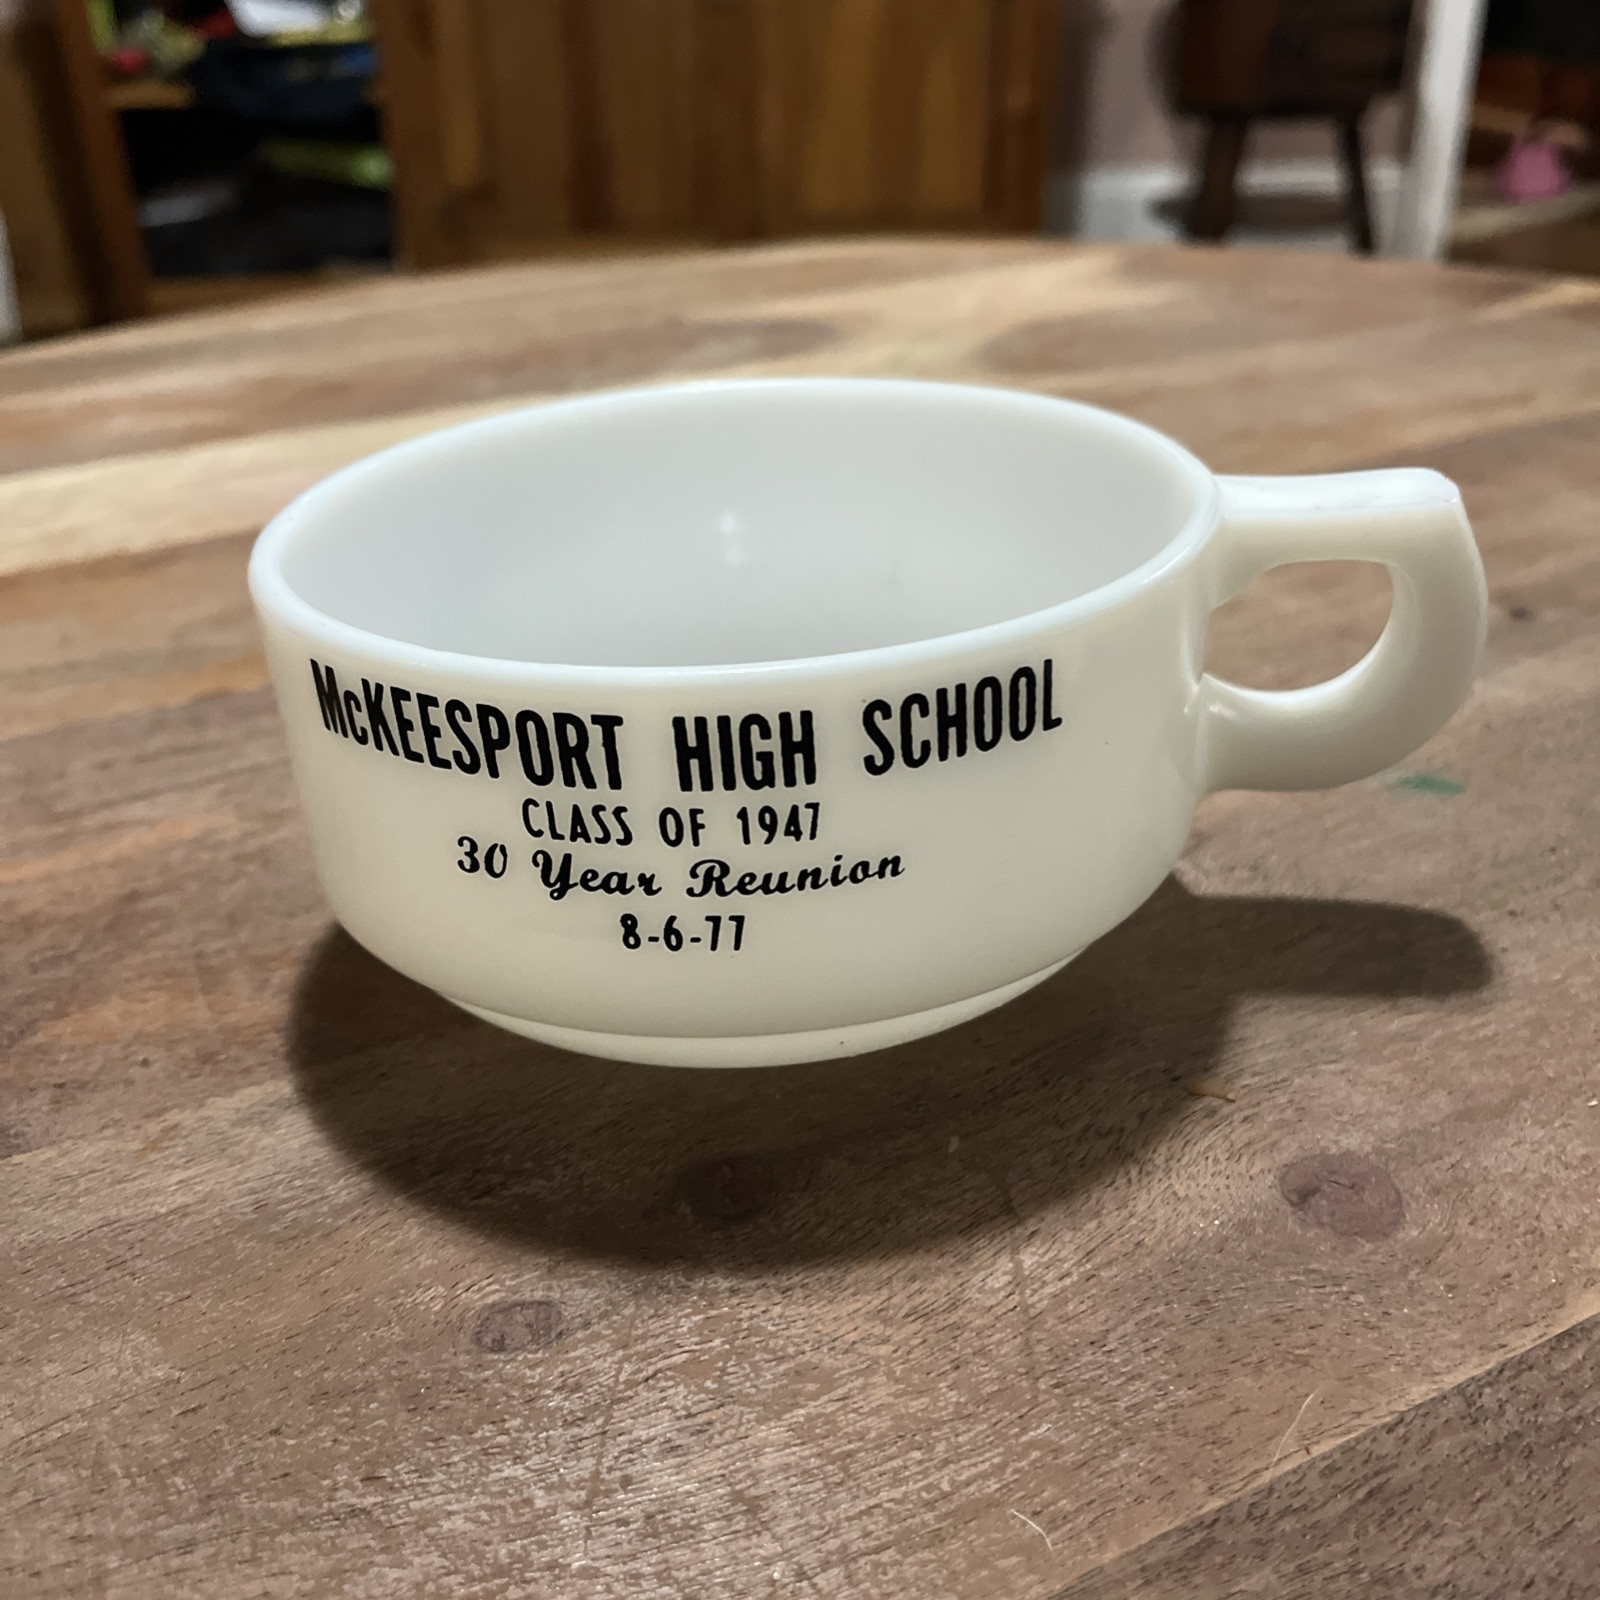 McKEESPORT HIGH SCHOOL
CLASS OF 1947
30 Year Reunion
8-6-77